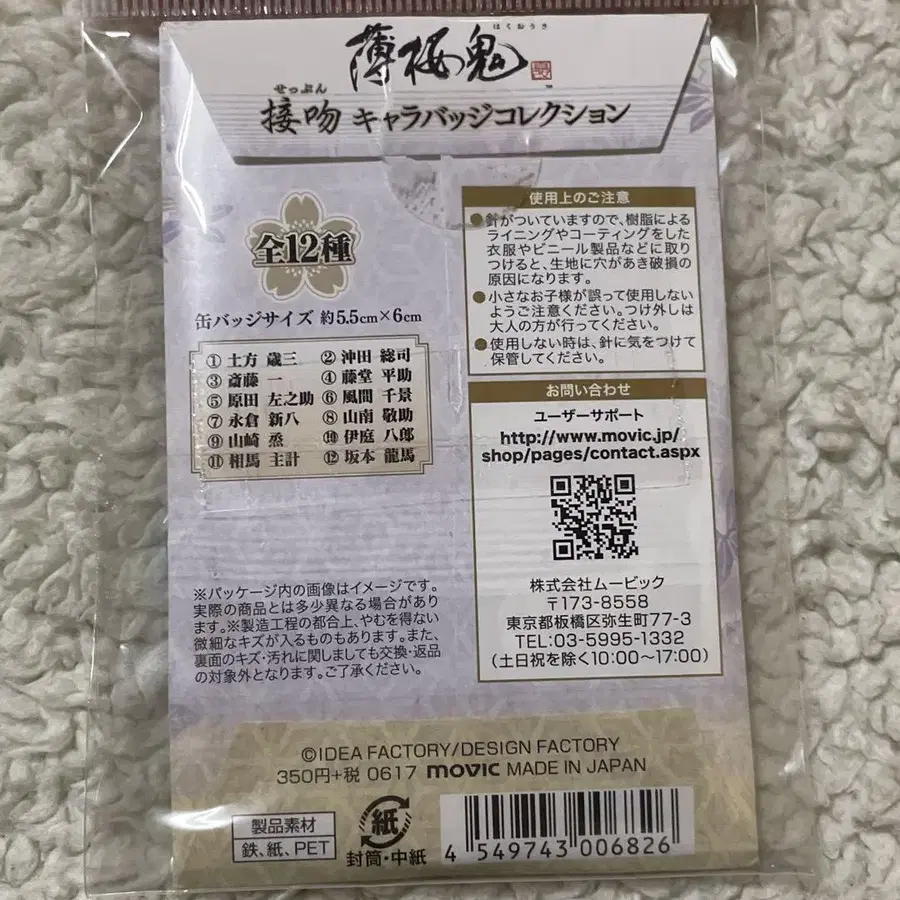 はくおうき
薄桜鬼
せっぷん
接吻 キャラバッジコレクション
全12種
缶バッジサイズ 約5.5cm×6cm
① 土方 歳三 ② 沖田 総司
③ 斎藤 一 ④ 藤堂 平助
⑤ 原田 左之助 ⑥ 風間 千景
⑦ 永倉 新八 ⑧ 山南 敬助
⑨ 山崎 烝 ⑩ 伊庭 八郎
⑪ 相馬 主計 ⑫ 坂本 龍馬
※パッケージ内の画像はイメージです。
実際の商品とは多少異なる場合があり
ます。※製造工程の都合上、やむを得ない
微細なキズが入るものもあります。また、
裏面のキズ・汚れに関しましても交換・返品
の対象外となります。ご了承ください。
使用上のご注意
●針がついていますので、樹脂による
ライニングやコーティングをした
衣服やビニール製品などに取り
つけると、生地に穴があき破損の
原因になります。
●小さなお子様が誤って使用しない
ようご注意ください。つけ外しは
大人の方が行ってください。
●使用しない時は、針に気をつけて
保管してください。
お問い合わせ
ユーザーサポート
http://www.movic.jp/
shop/pages/contact.aspx
株式会社ムービック
〒173-8558
東京都板橋区弥生町77-3
TEL:03-5995-1332
(土日祝を除く10:00～17:00)
©IDEA FACTORY/DESIGN FACTORY
350円+税 0617 movic MADE IN JAPAN
製品素材
鉄、紙、PET
紙
封筒・中紙
4 549743 006826